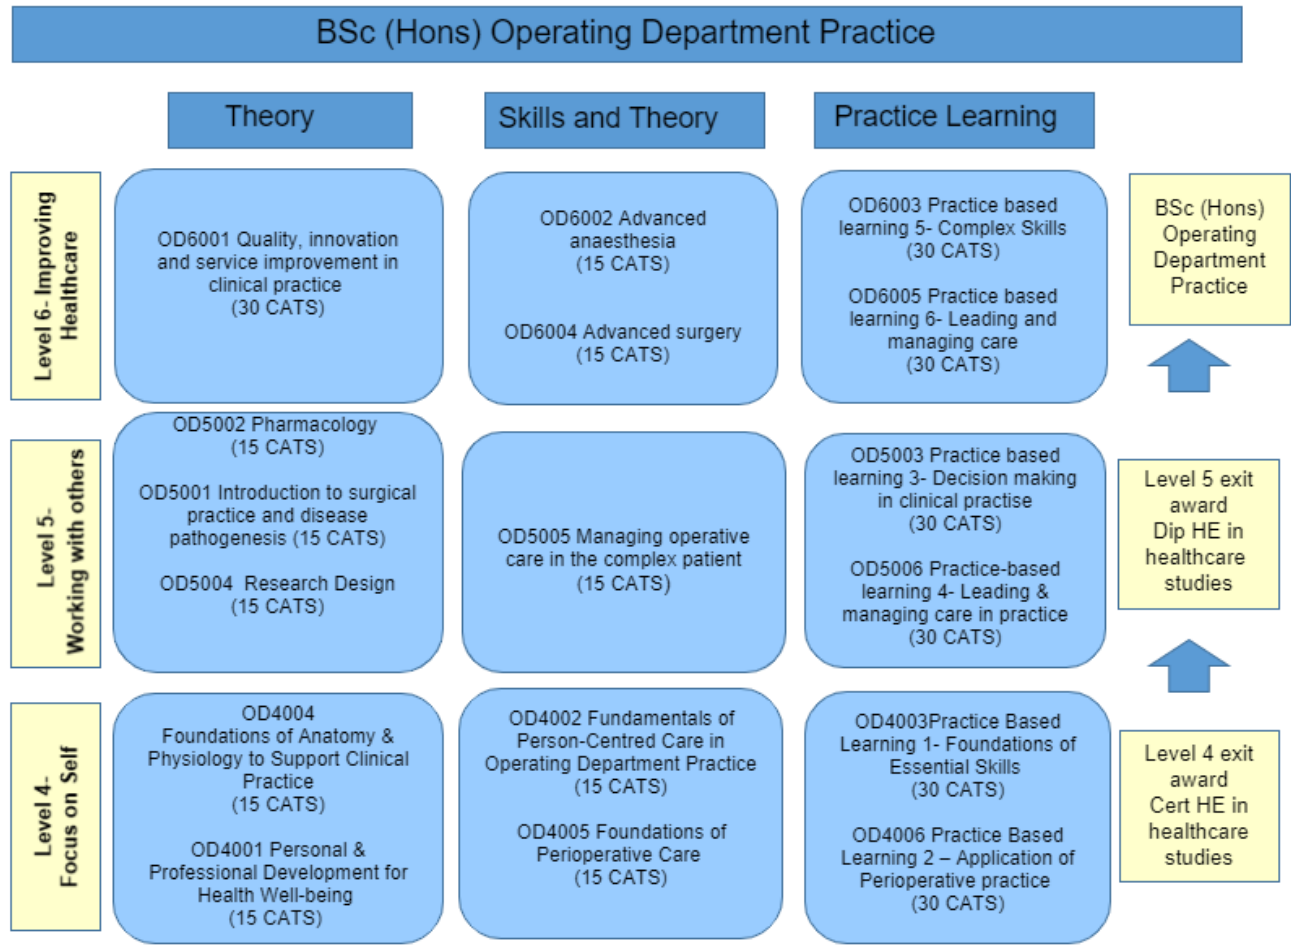 BSc (Hons) Operating Department Practice
Theory
Skills and Theory
Practice Learning
Level 6- Improving
Healthcare
OD6001 Quality, innovation
and service improvement in
clinical practice
(30 CATS)
OD6002 Advanced
anaesthesia
(15 CATS)
OD6004 Advanced surgery
(15 CATS)
OD6003 Practice based
learning 5- Complex Skills
(30 CATS)
OD6005 Practice based
learning 6- Leading and
managing care
(30 CATS)
BSc (Hons)
Operating
Department
Practice
Level 5-
Working with others
OD5002 Pharmacology
(15 CATS)
OD5001 Introduction to surgical
practice and disease
pathogenesis (15 CATS)
OD5004  Research Design
(15 CATS)
OD5005 Managing operative
care in the complex patient
(15 CATS)
OD5003 Practice based
learning 3- Decision making
in clinical practise
(30 CATS)
OD5006 Practice-based
learning 4- Leading &
managing care in practice
(30 CATS)
Level 5 exit
award
Dip HE in
healthcare
studies
Level 4-
Focus on Self
OD4004
Foundations of Anatomy &
Physiology to Support Clinical
Practice
(15 CATS)
OD4001 Personal &
Professional Development for
Health Well-being
(15 CATS)
OD4002 Fundamentals of
Person-Centred Care in
Operating Department Practice
(15 CATS)
OD4005 Foundations of
Perioperative Care
(15 CATS)
OD4003Practice Based
Learning 1- Foundations of
Essential Skills
(30 CATS)
OD4006 Practice Based
Learning 2 – Application of
Perioperative practice
(30 CATS)
Level 4 exit
award
Cert HE in
healthcare
studies